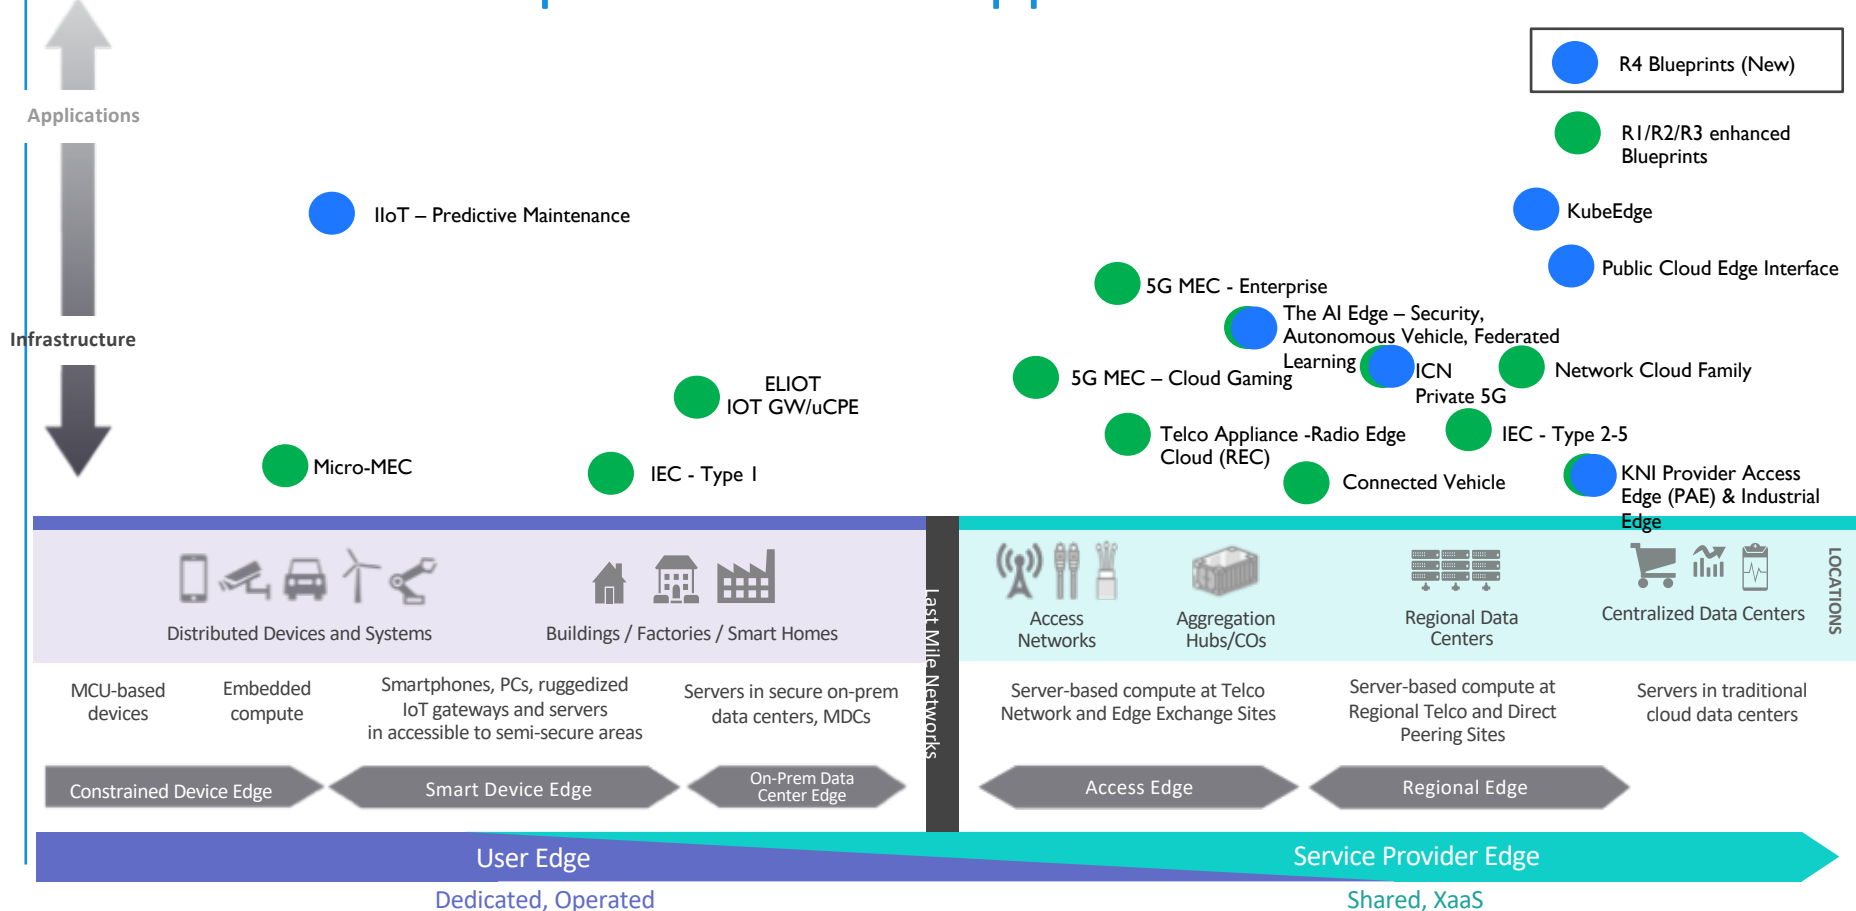 R4 Blueprints (New)
R1/R2/R3 enhanced
Blueprints
Applications
Infrastructure
IIoT – Predictive Maintenance
KubeEdge
Public Cloud Edge Interface
5G MEC - Enterprise
The AI Edge – Security,
Autonomous Vehicle, Federated
Learning
5G MEC – Cloud Gaming
ICN
Private 5G
Network Cloud Family
ELIOT
IOT GW/uCPE
Telco Appliance -Radio Edge
Cloud (REC)
IEC - Type 2-5
Micro-MEC
IEC - Type 1
Connected Vehicle
KNI Provider Access
Edge (PAE) & Industrial
Edge
Distributed Devices and Systems
Buildings / Factories / Smart Homes
Last Mile Networks
Access
Networks
Aggregation
Hubs/COs
Regional Data
Centers
Centralized Data Centers
LOCATIONS
MCU-based
devices
Embedded
compute
Smartphones, PCs, ruggedized
IoT gateways and servers
in accessible to semi-secure areas
Servers in secure on-prem
data centers, MDCs
Server-based compute at Telco
Network and Edge Exchange Sites
Server-based compute at
Regional Telco and Direct
Peering Sites
Servers in traditional
cloud data centers
Constrained Device Edge
Smart Device Edge
On-Prem Data
Center Edge
Access Edge
Regional Edge
User Edge
Service Provider Edge
Dedicated, Operated
Shared, XaaS